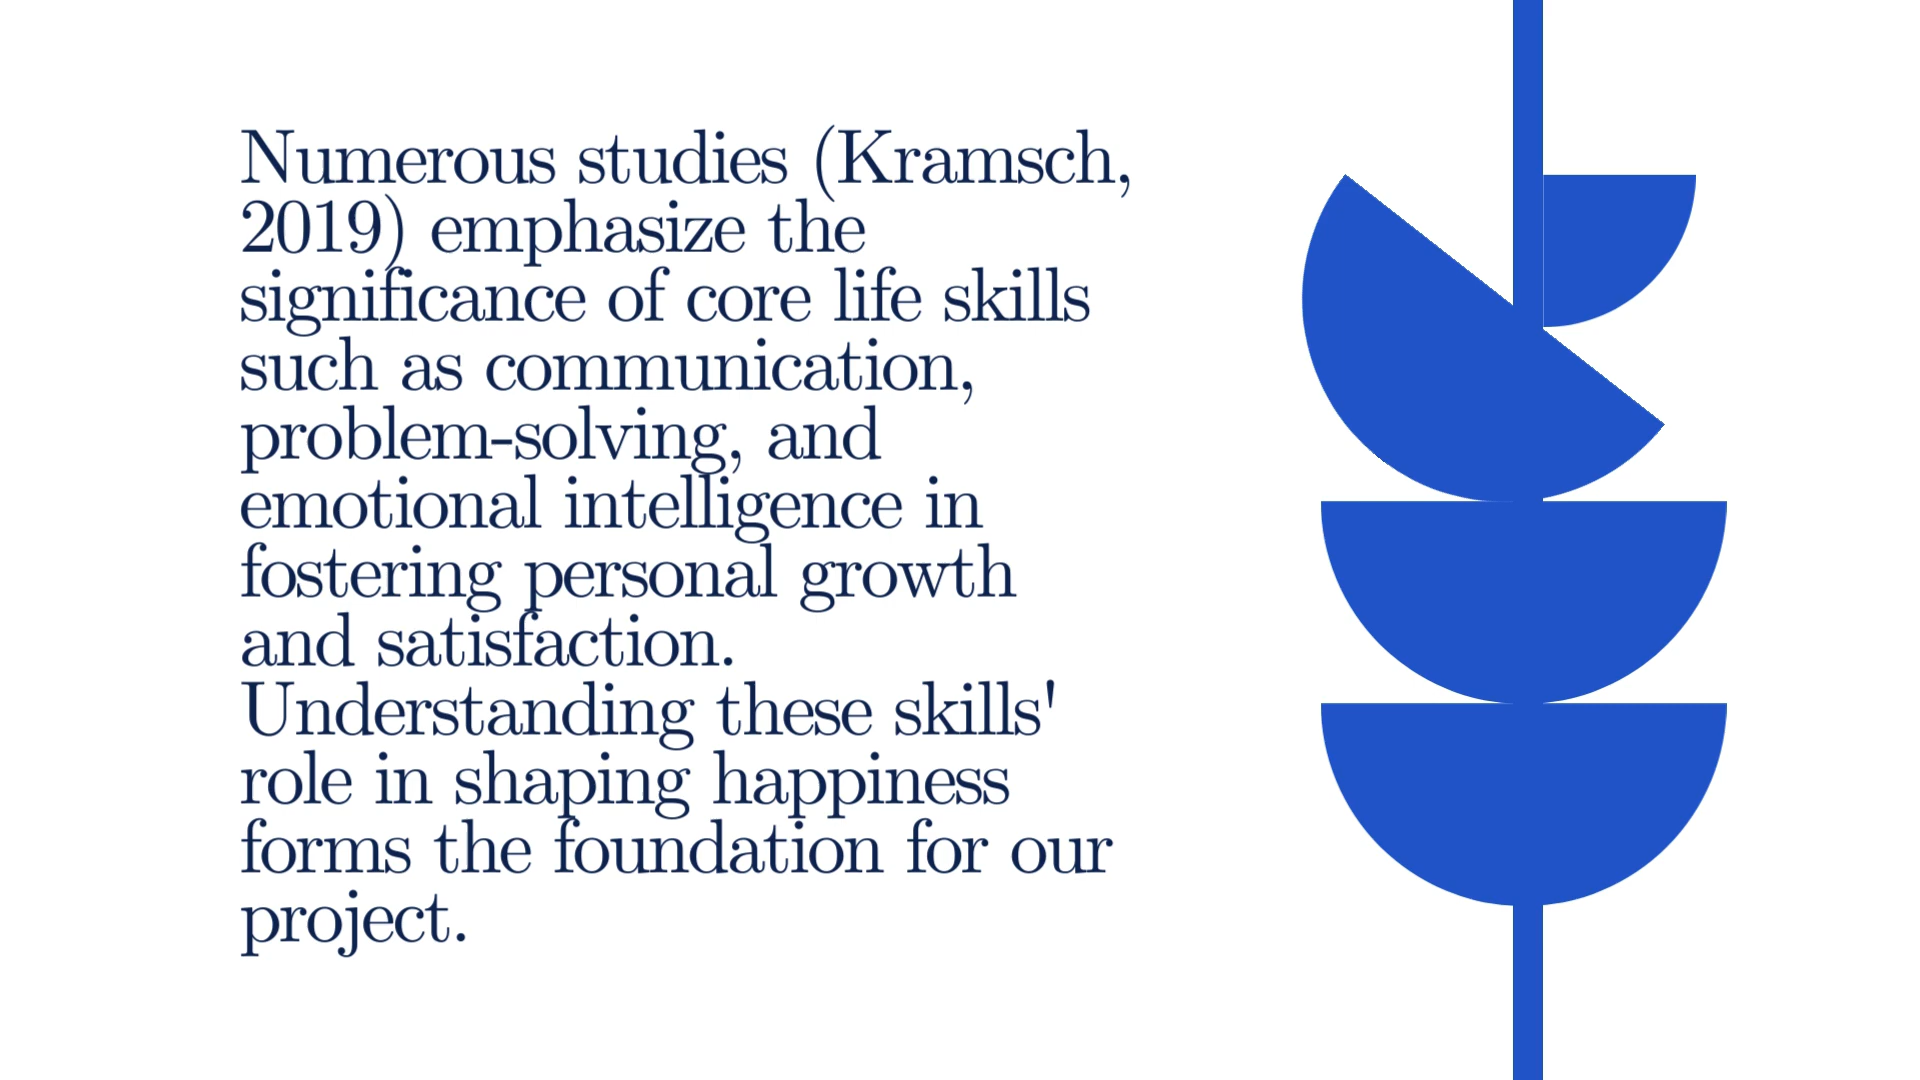 Numerous studies (Kramsch,
2019) emphasize the
significance of core life skills
such as communication,
problem-solving, and
emotional intelligence in
fostering personal growth
and satisfaction.
Understanding these skills'
role in shaping happiness
forms the foundation for our
project.